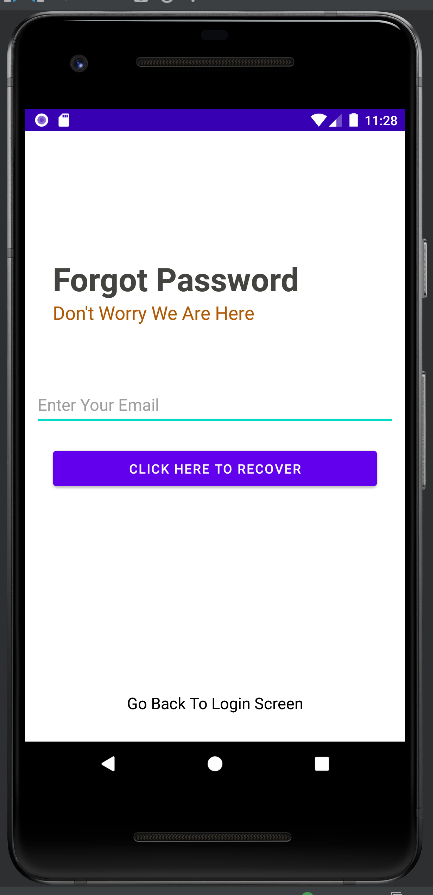 11:28
Forgot Password
Don't Worry We Are Here
Enter Your Email
CLICK HERE TO RECOVER
Go Back To Login Screen